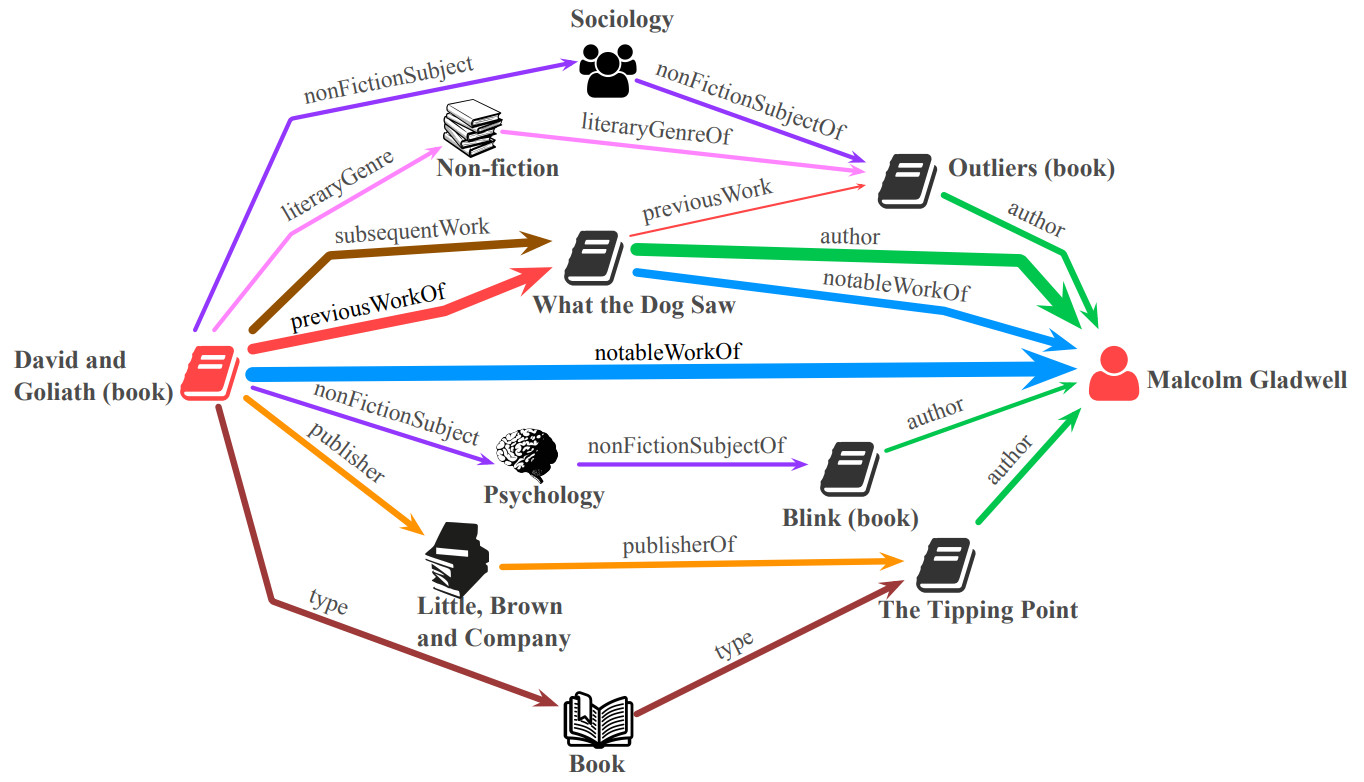 Sociology
nonFictionSubject
nonFictionSubjectOf
literaryGenreOf
Non-fiction
Outliers (book)
literaryGenre
previousWork
author
subsequentWork
author
notableWorkOf
previousWorkOf
What the Dog Saw
notableWorkOf
David and
Goliath (book)
Malcolm Gladwell
nonFictionSubject
author
publisher
nonFictionSubjectOf
author
Psychology
Blink (book)
publisherOf
Little, Brown
and Company
The Tipping Point
type
type
Book